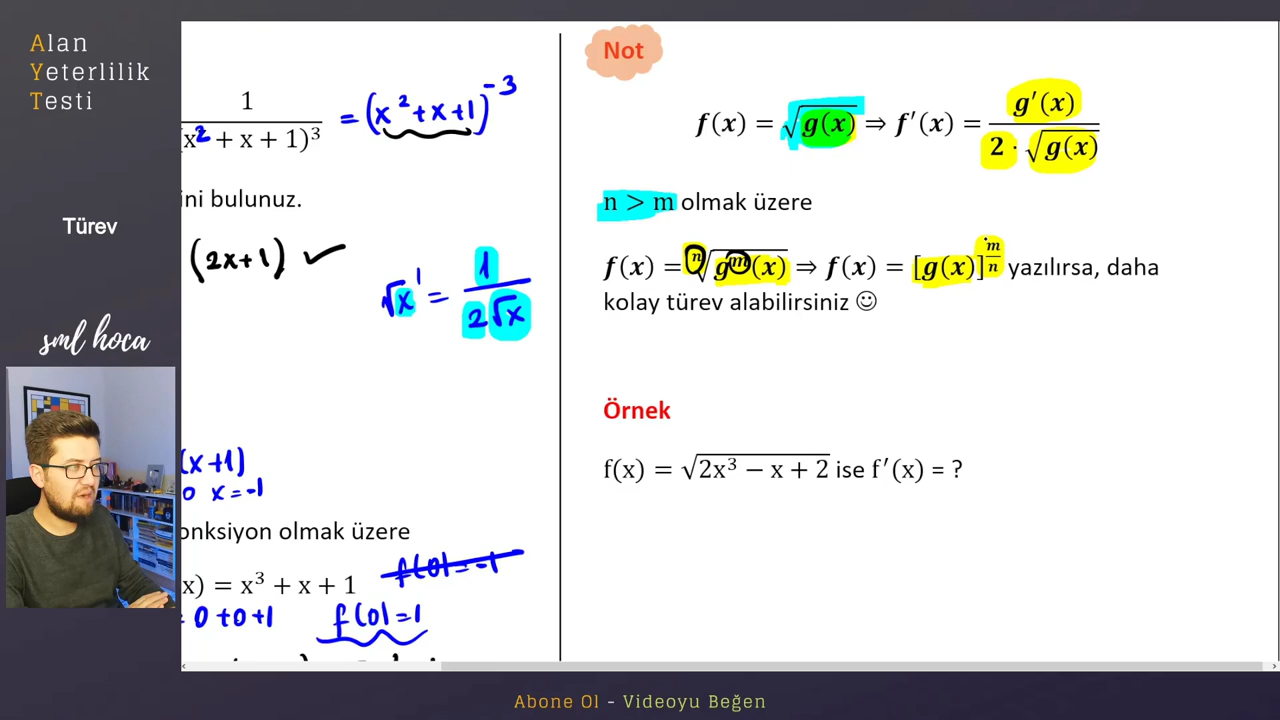 Alan
Yeterlilik
Testi
Türev
sml hoca
1
(x² + x + 1)³
= (x² + x + 1)⁻³
ini bulunuz.
(2x+1) ✓
√x' = 1 / 2√x
(x+1)
0 x = -1
onksiyon olmak üzere
x) = x³ + x + 1
f(0) = -1
= 0 + 0 + 1
f(0) = 1
Not
f(x) = √g(x) ⇒ f'(x) = g'(x) / 2 · √g(x)
n > m olmak üzere
f(x) = ⁿ√gᵐ(x) ⇒ f(x) = [g(x)]^(m/n) yazılırsa, daha
kolay türev alabilirsiniz ☺
Örnek
f(x) = √2x³ − x + 2 ise f'(x) = ?
Abone Ol - Videoyu Beğen